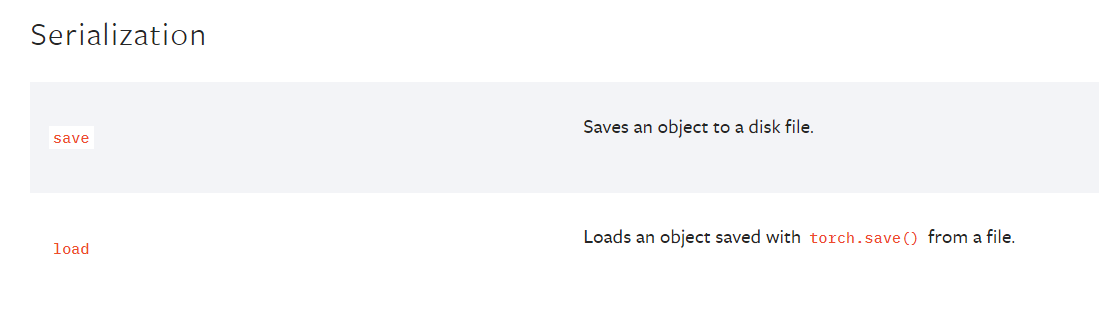 Serialization
save
Saves an object to a disk file.
load
Loads an object saved with torch.save() from a file.